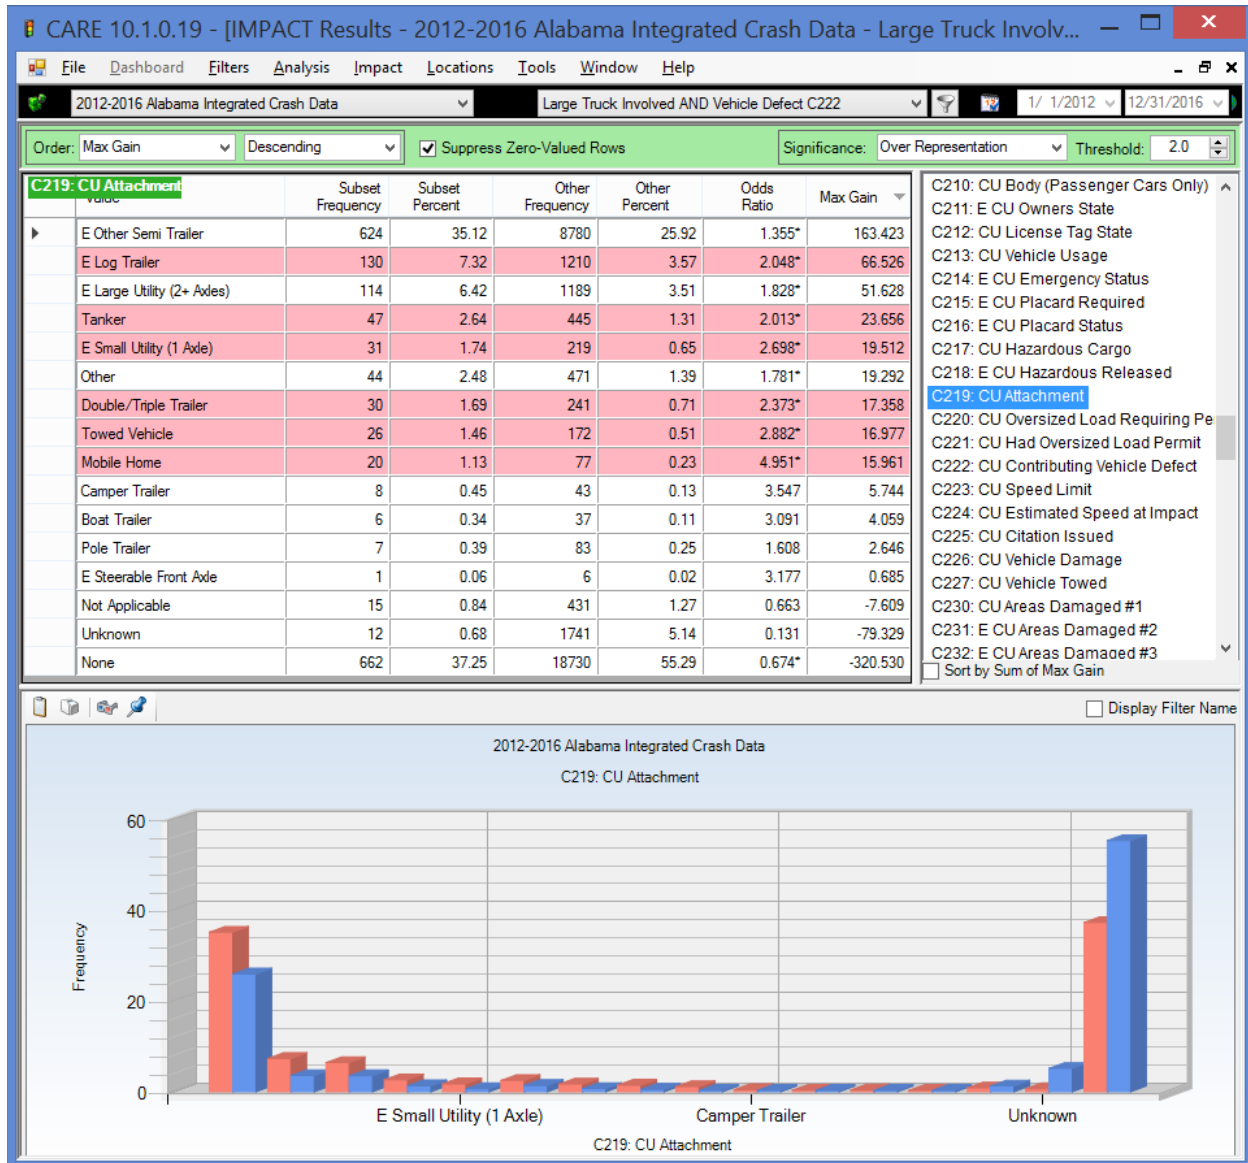 CARE 10.1.0.19 - [IMPACT Results - 2012-2016 Alabama Integrated Crash Data - Large Truck Involv...
File Dashboard Filters Analysis Impact Locations Tools Window Help
2012-2016 Alabama Integrated Crash Data Large Truck Involved AND Vehicle Defect C222 1/ 1/2012 12/31/2016
Order: Max Gain Descending Suppress Zero-Valued Rows Significance: Over Representation Threshold: 2.0
C219: CU Attachment
Subset Frequency Subset Percent Other Frequency Other Percent Odds Ratio Max Gain
E Other Semi Trailer 624 35.12 8780 25.92 1.355* 163.423
E Log Trailer 130 7.32 1210 3.57 2.048* 66.526
E Large Utility (2+ Axles) 114 6.42 1189 3.51 1.828* 51.628
Tanker 47 2.64 445 1.31 2.013* 23.656
E Small Utility (1 Axle) 31 1.74 219 0.65 2.698* 19.512
Other 44 2.48 471 1.39 1.781* 19.292
Double/Triple Trailer 30 1.69 241 0.71 2.373* 17.358
Towed Vehicle 26 1.46 172 0.51 2.882* 16.977
Mobile Home 20 1.13 77 0.23 4.951* 15.961
Camper Trailer 8 0.45 43 0.13 3.547 5.744
Boat Trailer 6 0.34 37 0.11 3.091 4.059
Pole Trailer 7 0.39 83 0.25 1.608 2.646
E Steerable Front Axle 1 0.06 6 0.02 3.177 0.685
Not Applicable 15 0.84 431 1.27 0.663 -7.609
Unknown 12 0.68 1741 5.14 0.131 -79.329
None 662 37.25 18730 55.29 0.674* -320.530
C210: CU Body (Passenger Cars Only)
C211: E CU Owners State
C212: CU License Tag State
C213: CU Vehicle Usage
C214: E CU Emergency Status
C215: E CU Placard Required
C216: E CU Placard Status
C217: CU Hazardous Cargo
C218: E CU Hazardous Released
C219: CU Attachment
C220: CU Oversized Load Requiring Pe
C221: CU Had Oversized Load Permit
C222: CU Contributing Vehicle Defect
C223: CU Speed Limit
C224: CU Estimated Speed at Impact
C225: CU Citation Issued
C226: CU Vehicle Damage
C227: CU Vehicle Towed
C230: CU Areas Damaged #1
C231: E CU Areas Damaged #2
C232: E CU Areas Damaged #3
Sort by Sum of Max Gain
Display Filter Name
2012-2016 Alabama Integrated Crash Data
C219: CU Attachment
60
40
20
0
Frequency
E Small Utility (1 Axle) Camper Trailer Unknown
C219: CU Attachment